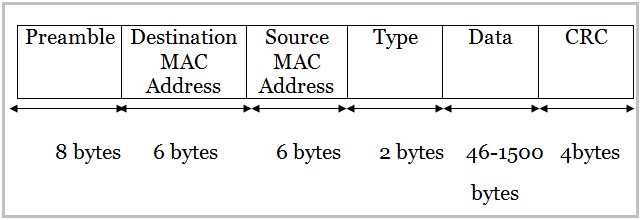 Preamble Destination Source Type Data CRC
MAC MAC
Address Address
8 bytes 6 bytes 6 bytes 2 bytes 46-1500 4bytes
bytes